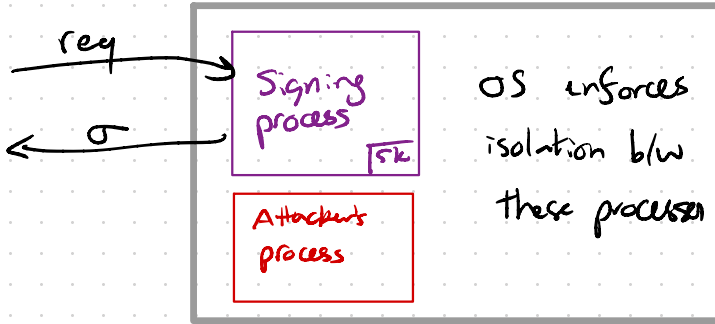 req
σ
Signing
process
sk
Attacker's
process
OS enforces
isolation b/w
these processes